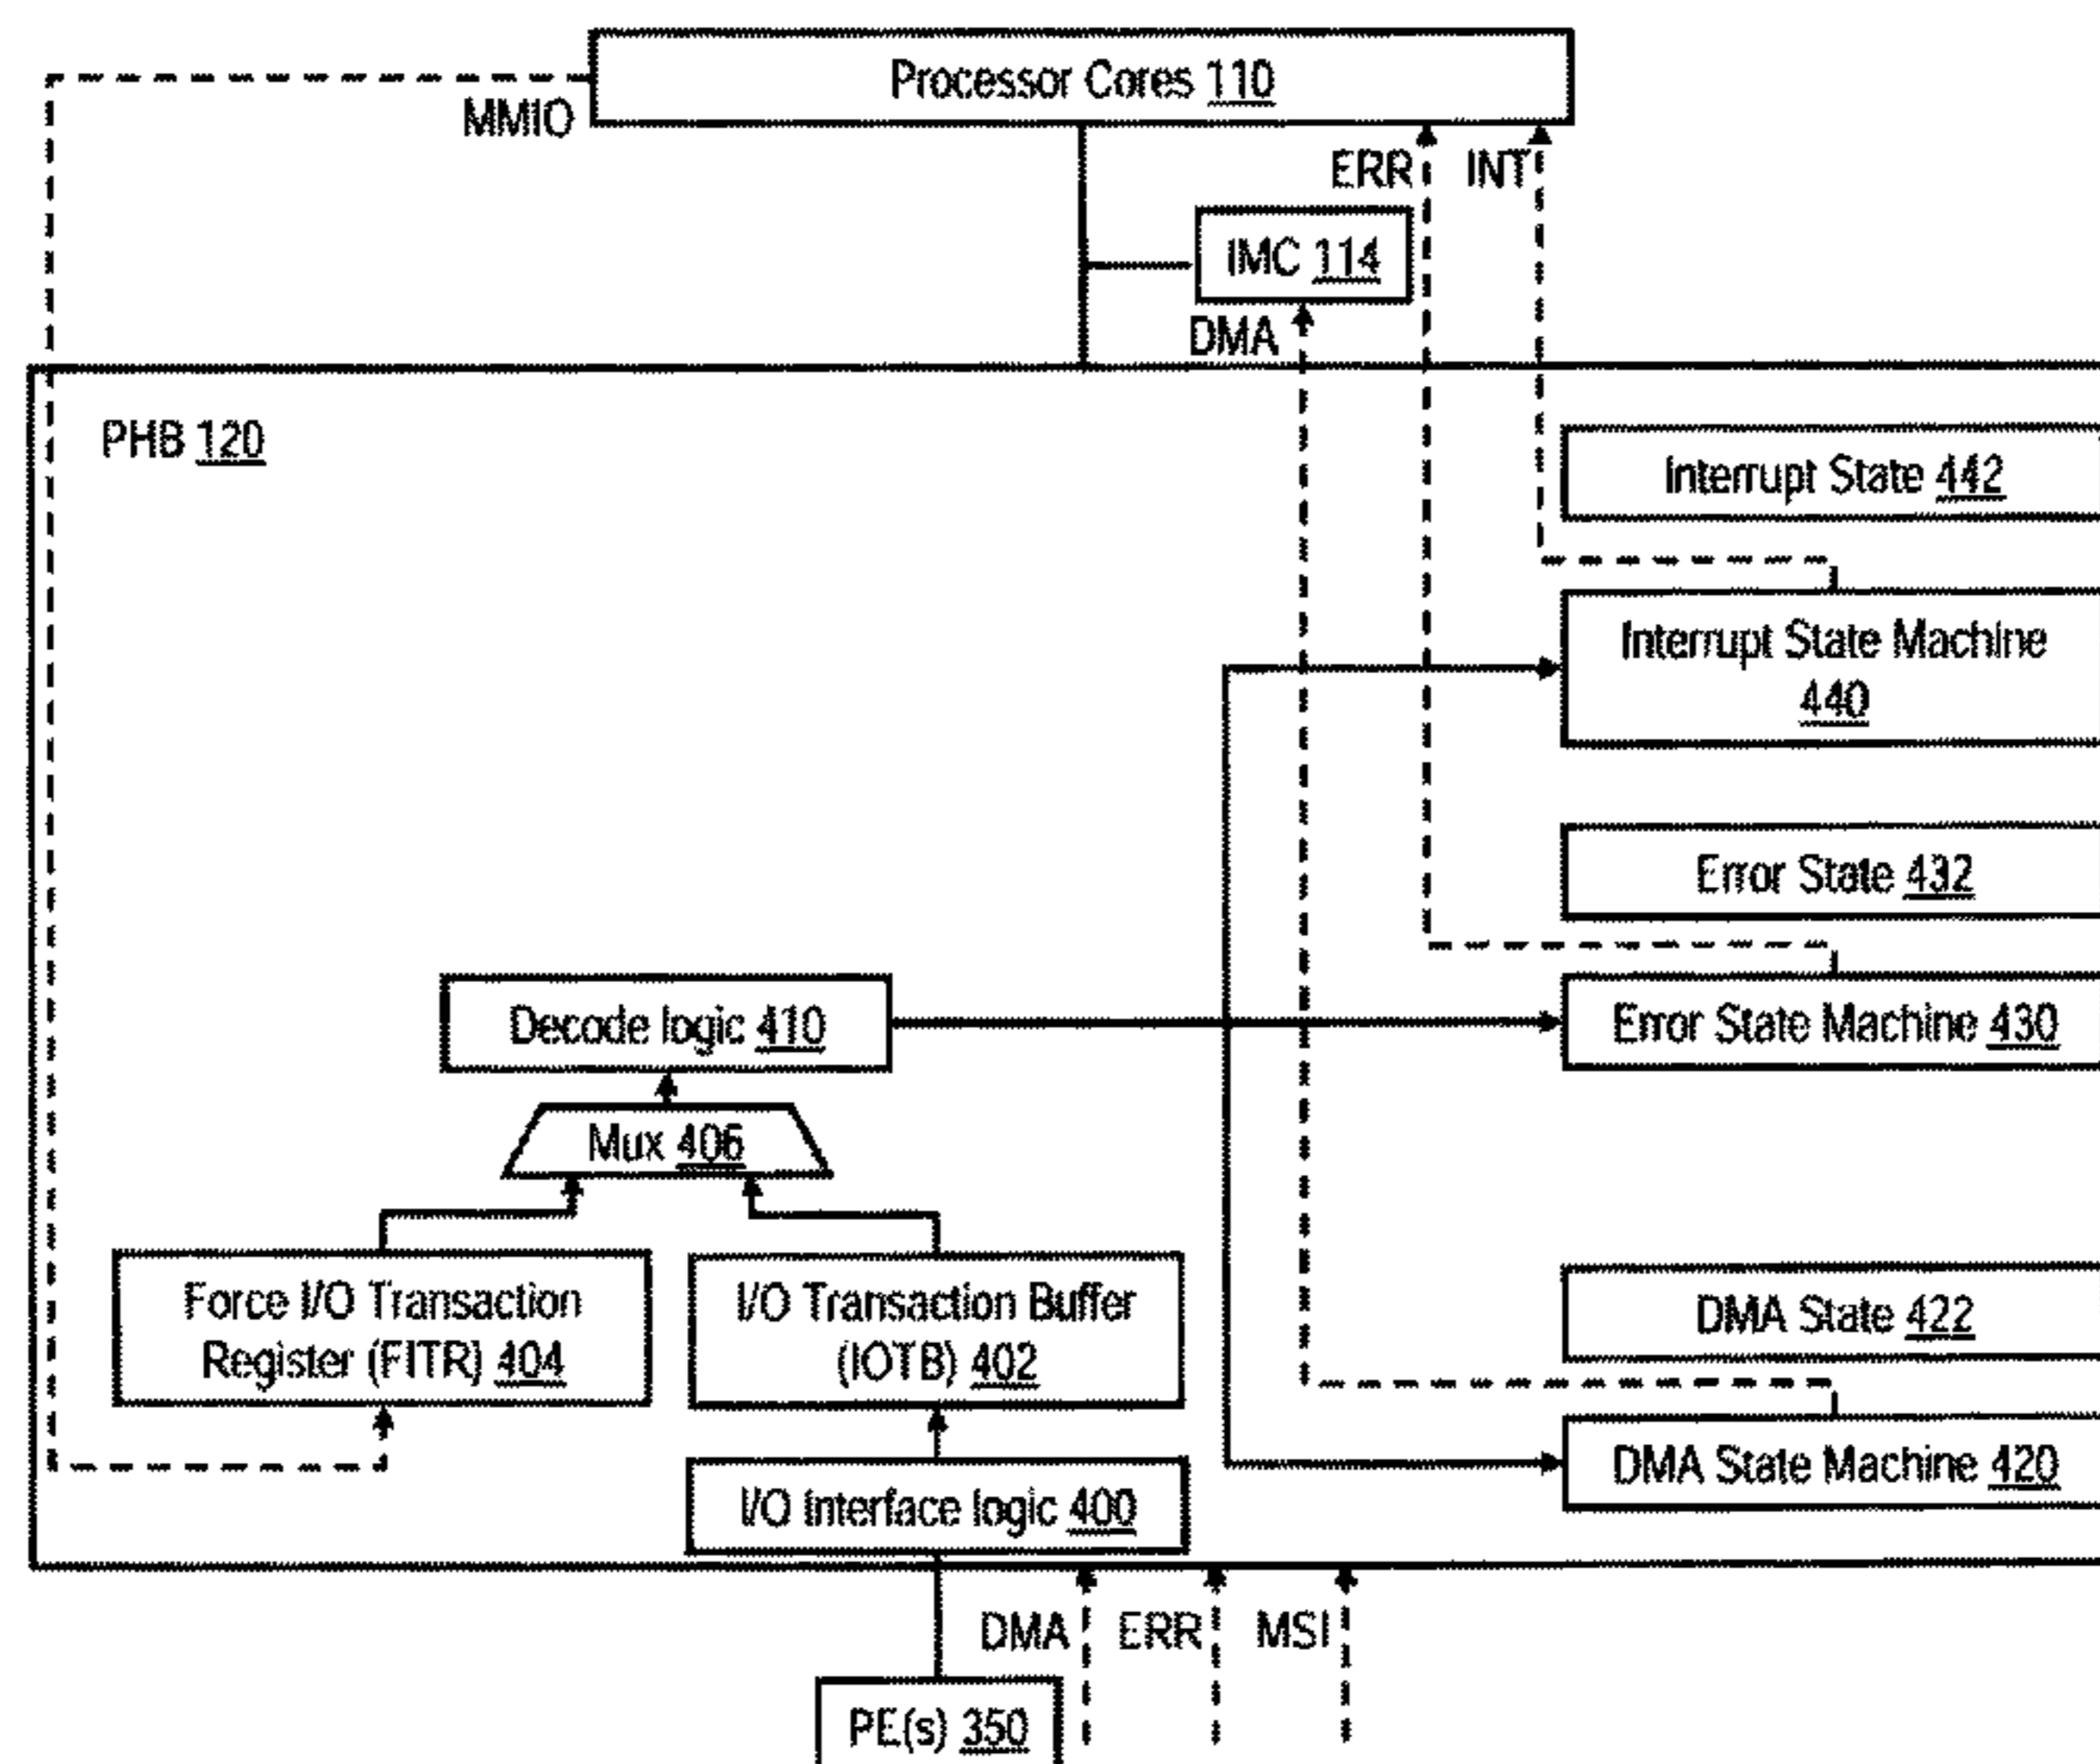 Processor Cores 110
MMIO
ERR INT
IMC 114
DMA
PHB 120
Interrupt State 442
Interrupt State Machine
440
Error State 432
Decode logic 410
Error State Machine 430
Mux 406
Force I/O Transaction
Register (FITR) 404
I/O Transaction Buffer
(IOTB) 402
DMA State 422
I/O Interface logic 400
DMA State Machine 420
DMA ERR MSI
PE(s) 350